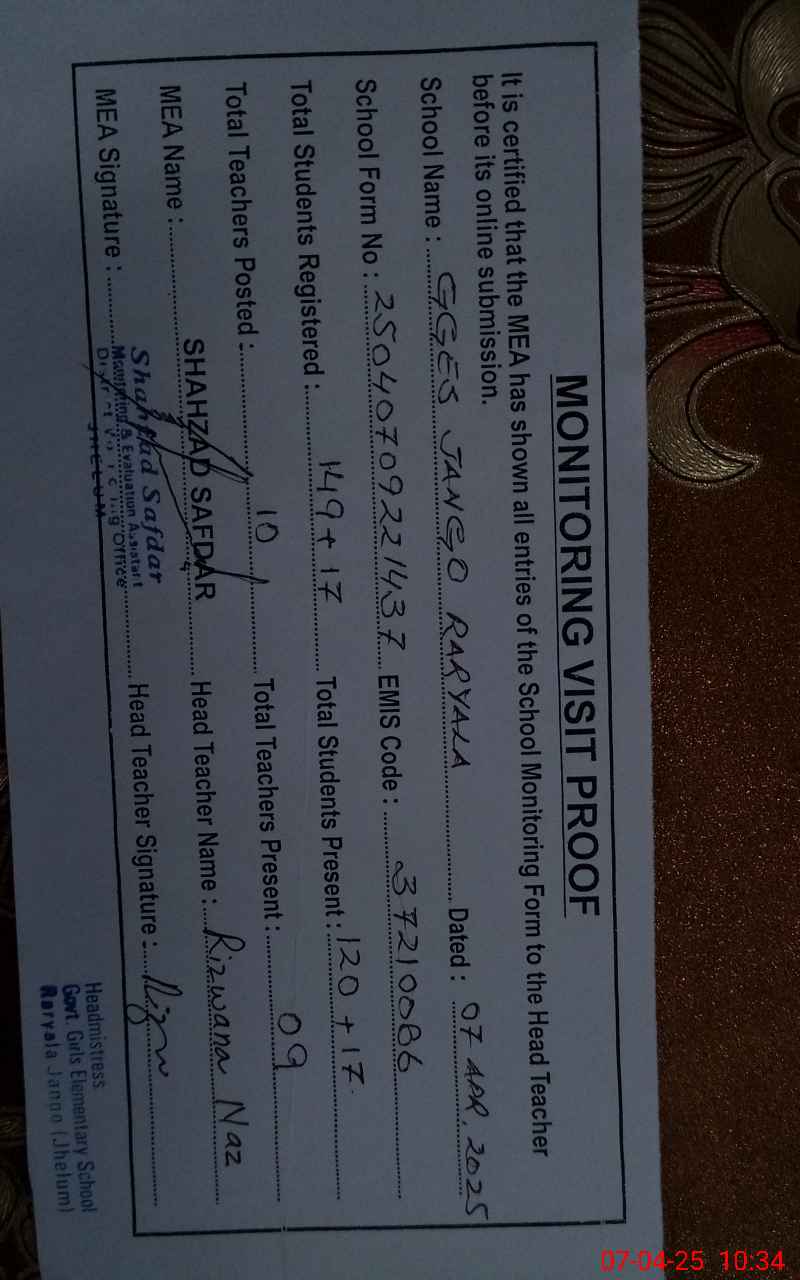 MONITORING VISIT PROOF
It is certified that the MEA has shown all entries of the School Monitoring Form to the Head Teacher
before its online submission.
School Name : GGES JANGO RARYALA Dated : 07 APR, 2025
School Form No : 25040709221437 EMIS Code : 37210086
Total Students Registered : 149 + 17 Total Students Present : 120 + 17
Total Teachers Posted : 10 Total Teachers Present : 09
MEA Name : SHAHZAD SAFDAR Head Teacher Name : Rizwana Naz
MEA Signature : Head Teacher Signature :
Shahzad Safdar
Monitoring & Evaluation Assistant
Office
JHELUM
Headmistress
Govt. Girls Elementary School
Raryala Jango (Jhelum)
07-04-25 10:34